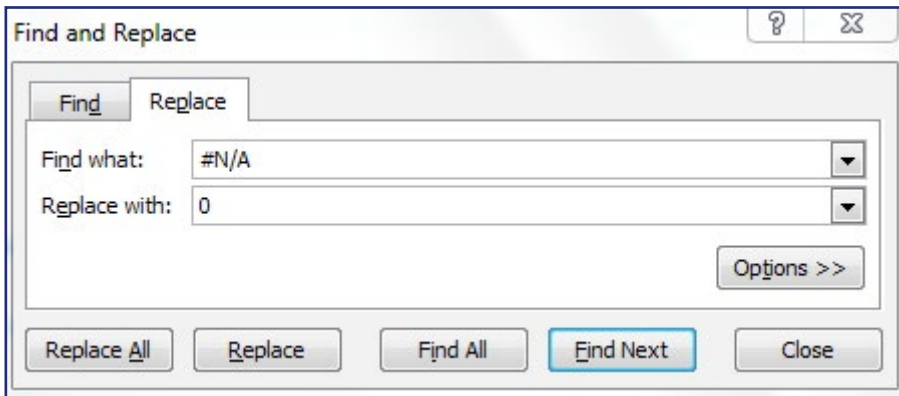 Find and Replace
Find Replace
Find what: #N/A
Replace with: 0
Options >>
Replace All Replace Find All Find Next Close